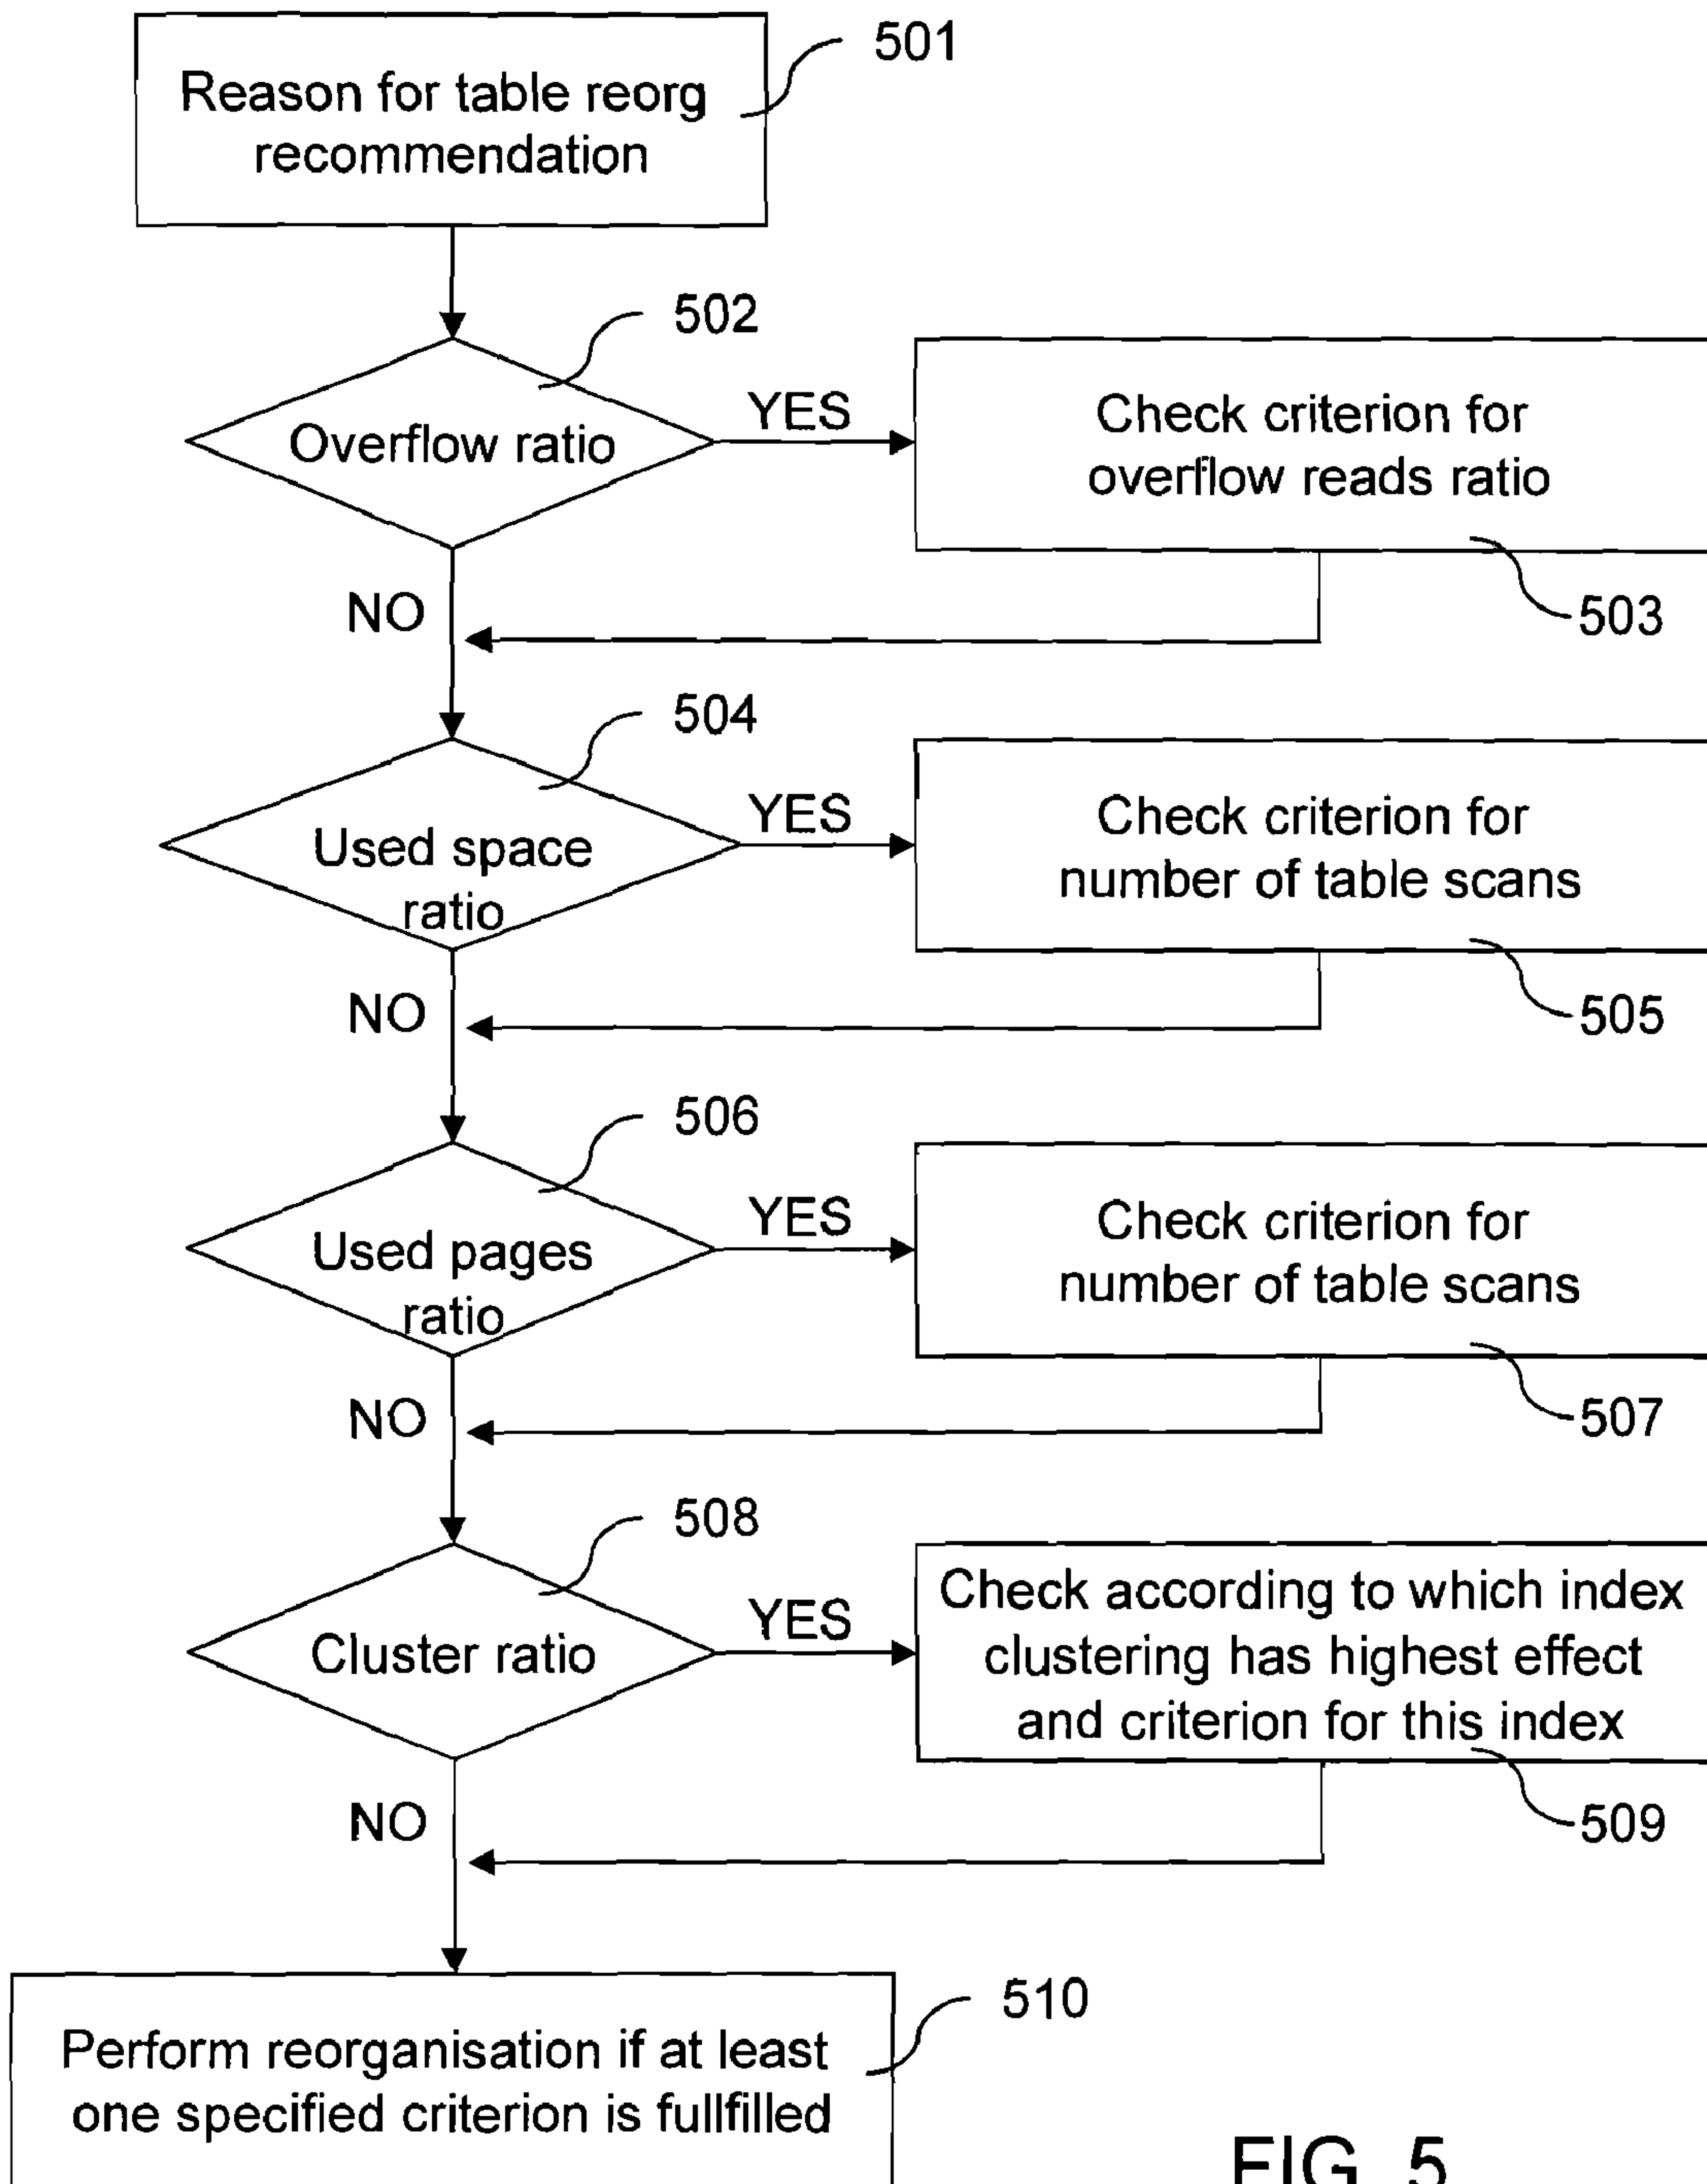 501
Reason for table reorg
recommendation
502
Overflow ratio
YES
Check criterion for
overflow reads ratio
503
NO
504
Used space
ratio
YES
Check criterion for
number of table scans
505
NO
506
Used pages
ratio
YES
Check criterion for
number of table scans
507
NO
508
Cluster ratio
YES
Check according to which index
clustering has highest effect
and criterion for this index
509
NO
510
Perform reorganisation if at least
one specified criterion is fullfilled
FIG. 5